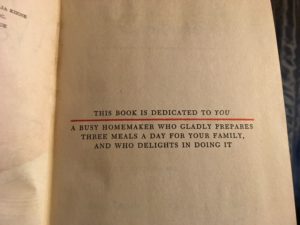 THIS BOOK IS DEDICATED TO YOU
A BUSY HOMEMAKER WHO GLADLY PREPARES
THREE MEALS A DAY FOR YOUR FAMILY,
AND WHO DELIGHTS IN DOING IT